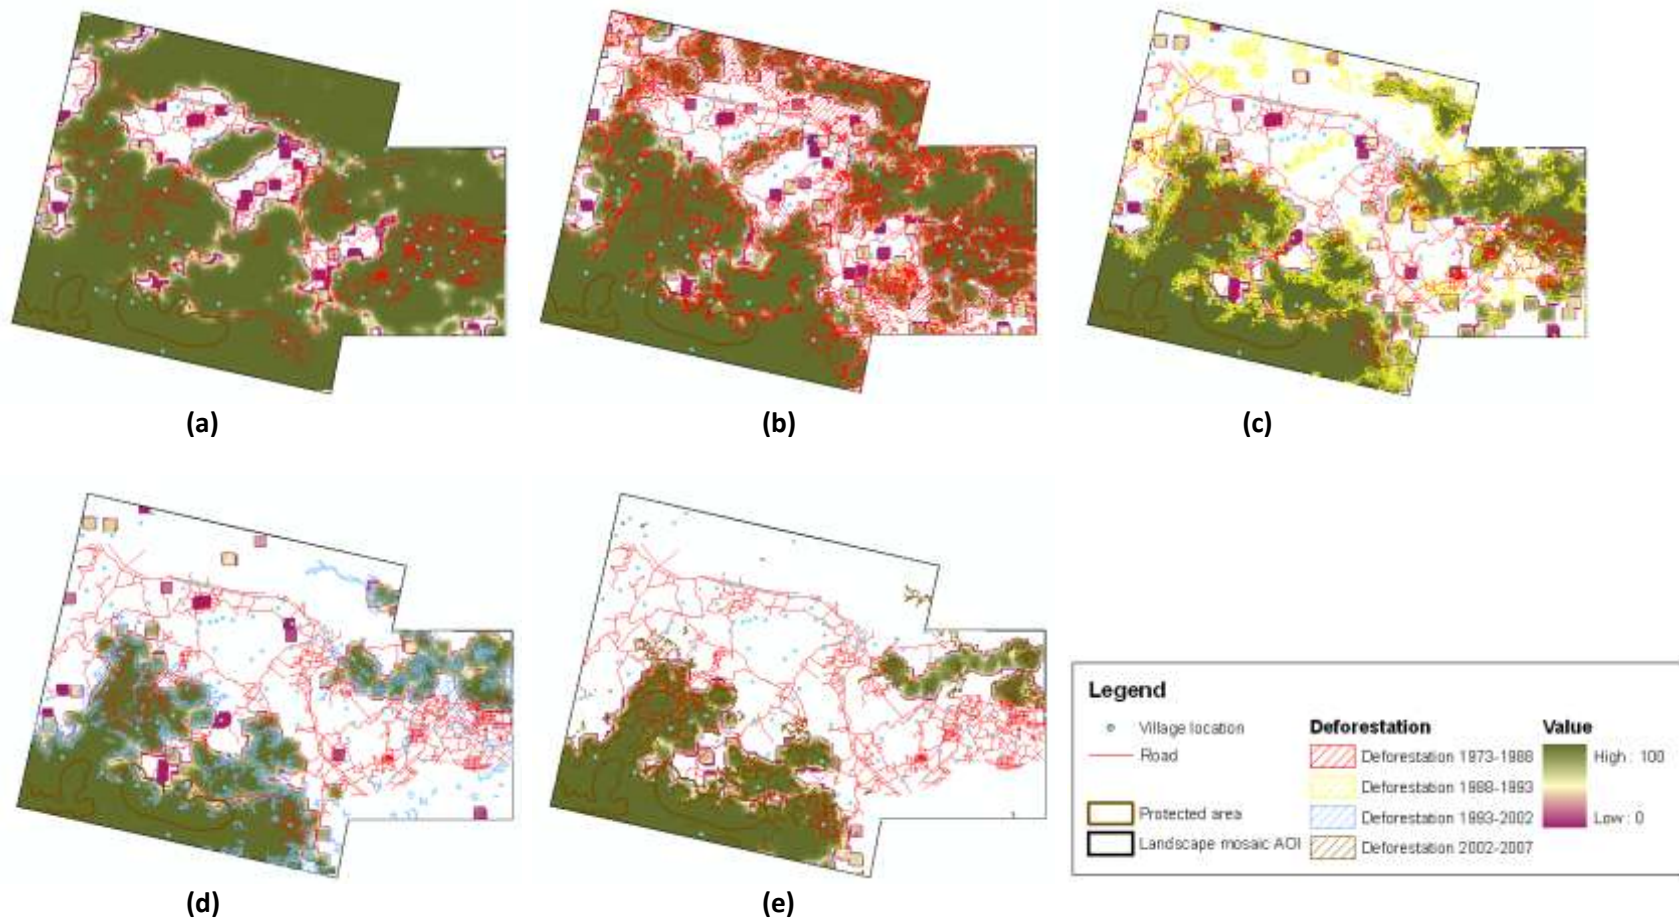 (a)
(b)
(c)
(d)
(e)
Legend
Village location
Road
Protected area
Landscape mosaic AOI
Deforestation
Deforestation 1973-1988
Deforestation 1988-1993
Deforestation 1993-2002
Deforestation 2002-2007
Value
High : 100
Low : 0